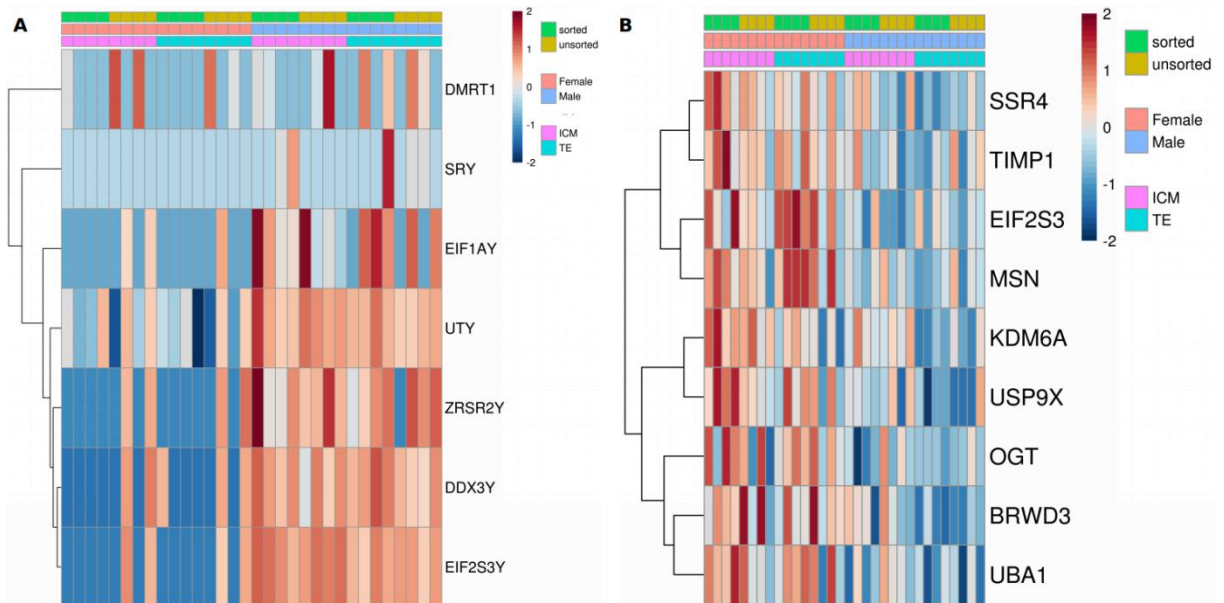 A
sorted
unsorted
Female
Male
ICM
TE
2
1
0
-1
-2
DMRT1
SRY
EIF1AY
UTY
ZRSR2Y
DDX3Y
EIF2S3Y
B
2
1
0
-1
-2
sorted
unsorted
Female
Male
ICM
TE
SSR4
TIMP1
EIF2S3
MSN
KDM6A
USP9X
OGT
BRWD3
UBA1